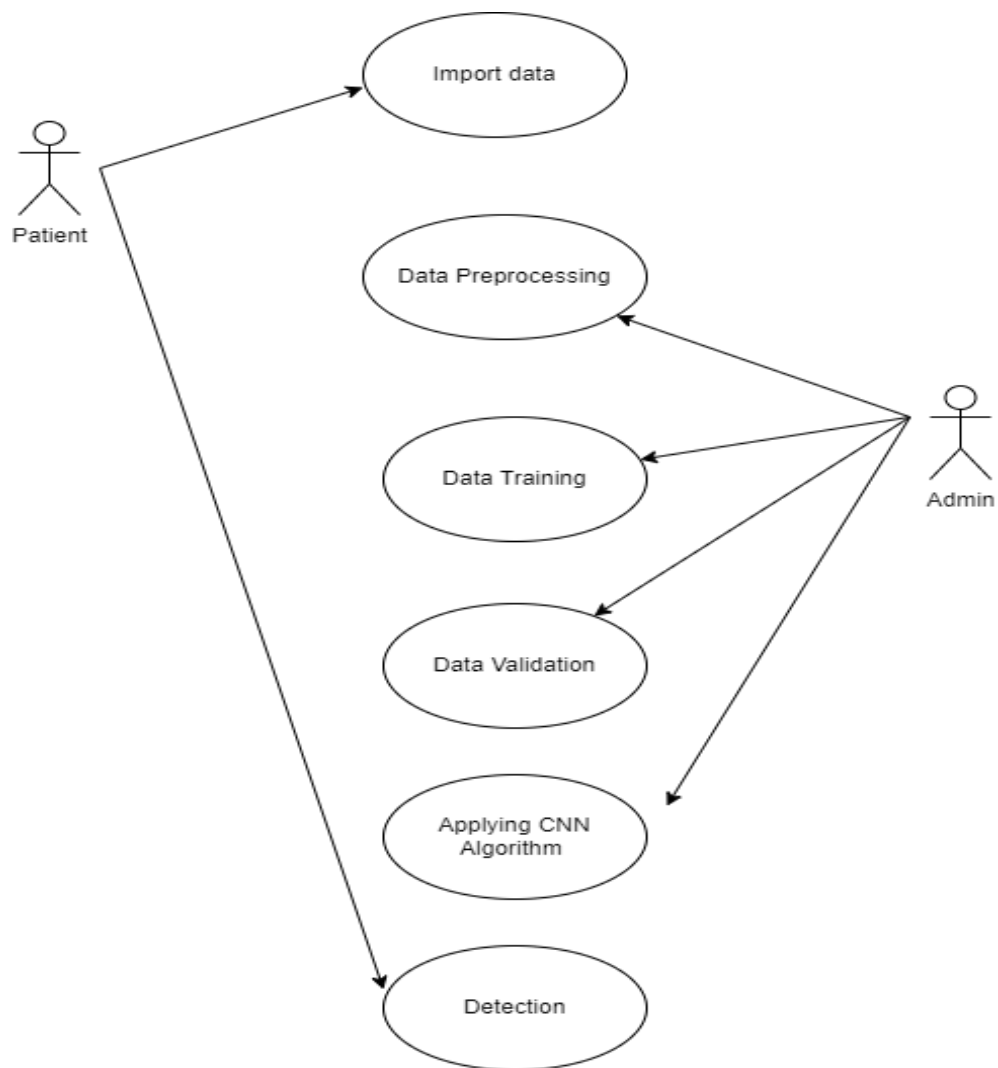 Import data
Patient
Data Preprocessing
Data Training
Admin
Data Validation
Applying CNN
Algorithm
Detection